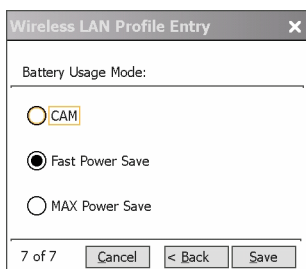 Wireless LAN Profile Entry
Battery Usage Mode:
CAM
Fast Power Save
MAX Power Save
7 of 7 Cancel < Back Save